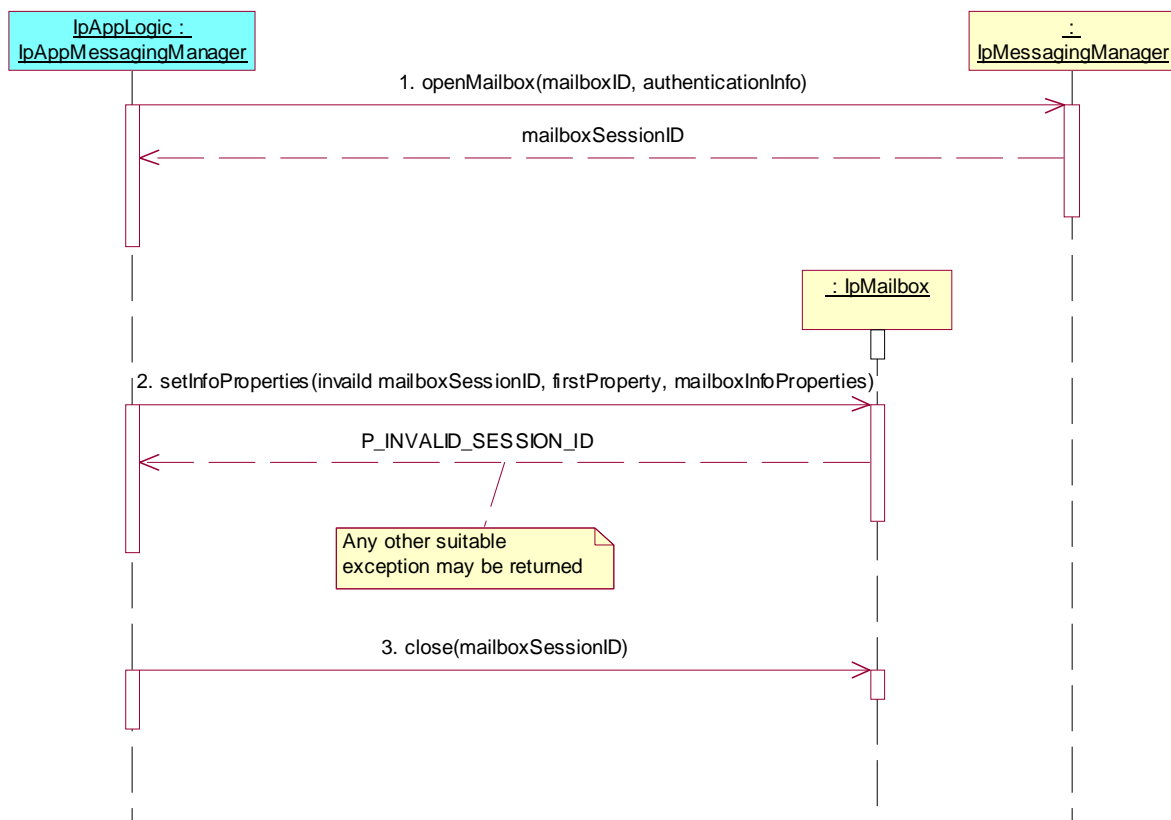 IpAppLogic :
IpAppMessagingManager
:
IpMessagingManager
1. openMailbox(mailboxID, authenticationInfo)
mailboxSessionID
: IpMailbox
2. setInfoProperties(invaild mailboxSessionID, firstProperty, mailboxInfoProperties)
P_INVALID_SESSION_ID
Any other suitable
exception may be returned
3. close(mailboxSessionID)